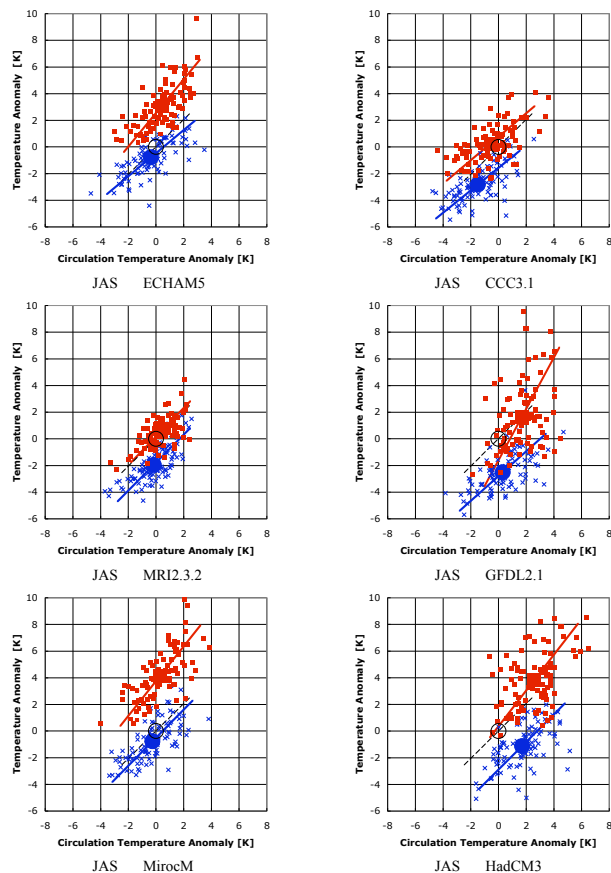 Temperature Anomaly [K]
10
8
6
4
2
0
-2
-4
-6
-8 -6 -4 -2 0 2 4 6 8
Circulation Temperature Anomaly [K]
JAS ECHAM5
Temperature Anomaly [K]
10
8
6
4
2
0
-2
-4
-6
-8 -6 -4 -2 0 2 4 6 8
Circulation Temperature Anomaly [K]
JAS CCC3.1
Temperature Anomaly [K]
10
8
6
4
2
0
-2
-4
-6
-8 -6 -4 -2 0 2 4 6 8
Circulation Temperature Anomaly [K]
JAS MRI2.3.2
Temperature Anomaly [K]
10
8
6
4
2
0
-2
-4
-6
-8 -6 -4 -2 0 2 4 6 8
Circulation Temperature Anomaly [K]
JAS GFDL2.1
Temperature Anomaly [K]
10
8
6
4
2
0
-2
-4
-6
-8 -6 -4 -2 0 2 4 6 8
Circulation Temperature Anomaly [K]
JAS MirocM
Temperature Anomaly [K]
10
8
6
4
2
0
-2
-4
-6
-8 -6 -4 -2 0 2 4 6 8
Circulation Temperature Anomaly [K]
JAS HadCM3